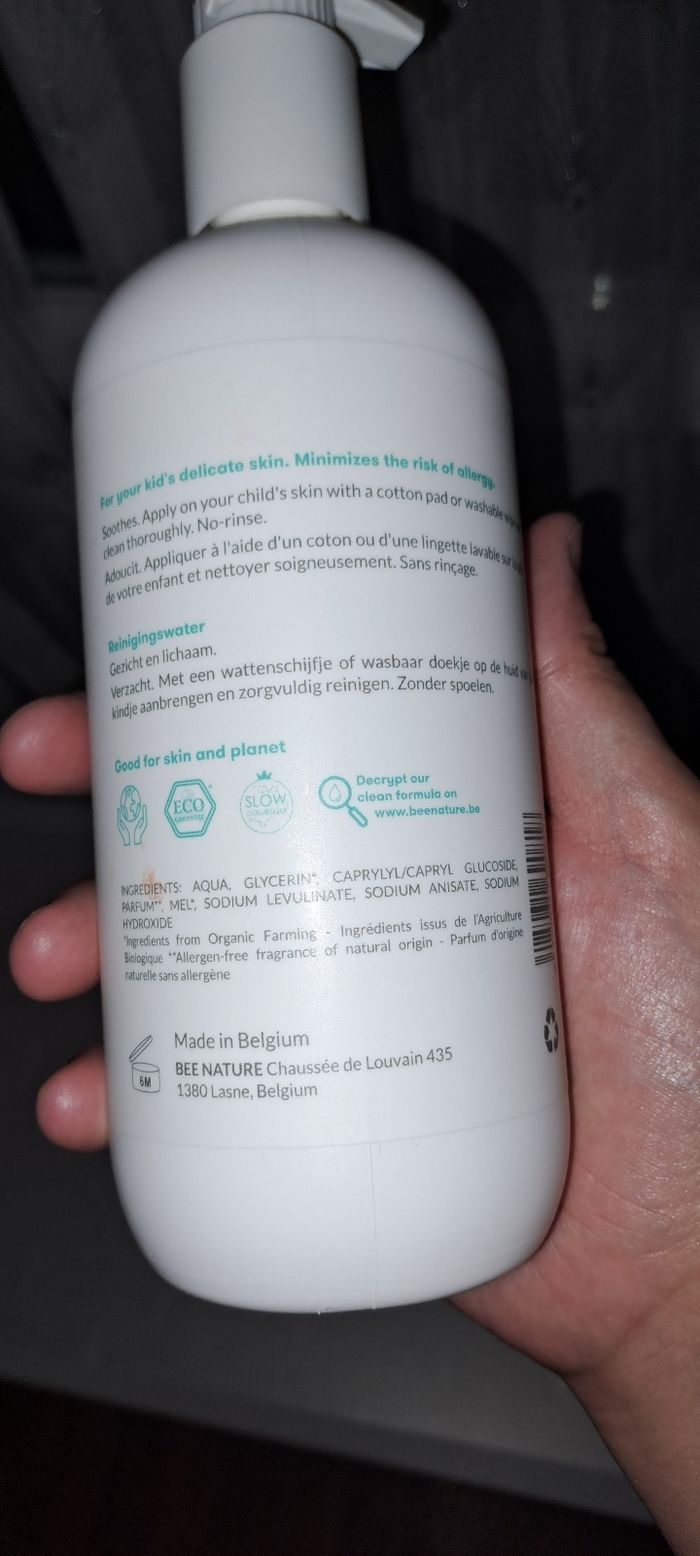 For your kid's delicate skin. Minimizes the risk of allergy.
Soothes. Apply on your child's skin with a cotton pad or washable
clean thoroughly. No-rinse.
Adoucit. Appliquer à l'aide d'un coton ou d'une lingette lavable sur la
de votre enfant et nettoyer soigneusement. Sans rinçage.
Reinigingswater
Gezicht en lichaam.
Verzacht. Met een wattenschijfje of wasbaar doekje op de huid
kindje aanbrengen en zorgvuldig reinigen. Zonder spoelen.
Good for skin and planet
ECO
GARANTIE
SLOW
COSMÉTIQUE
Decrypt our
clean formula on
www.beenature.be
INGREDIENTS: AQUA, GLYCERIN*, CAPRYLYL/CAPRYL GLUCOSIDE,
PARFUM**, MEL*, SODIUM LEVULINATE, SODIUM ANISATE, SODIUM
HYDROXIDE
*Ingredients from Organic Farming - Ingrédients issus de l'Agriculture
Biologique **Allergen-free fragrance of natural origin - Parfum d'origine
naturelle sans allergène
6M
Made in Belgium
BEE NATURE Chaussée de Louvain 435
1380 Lasne, Belgium